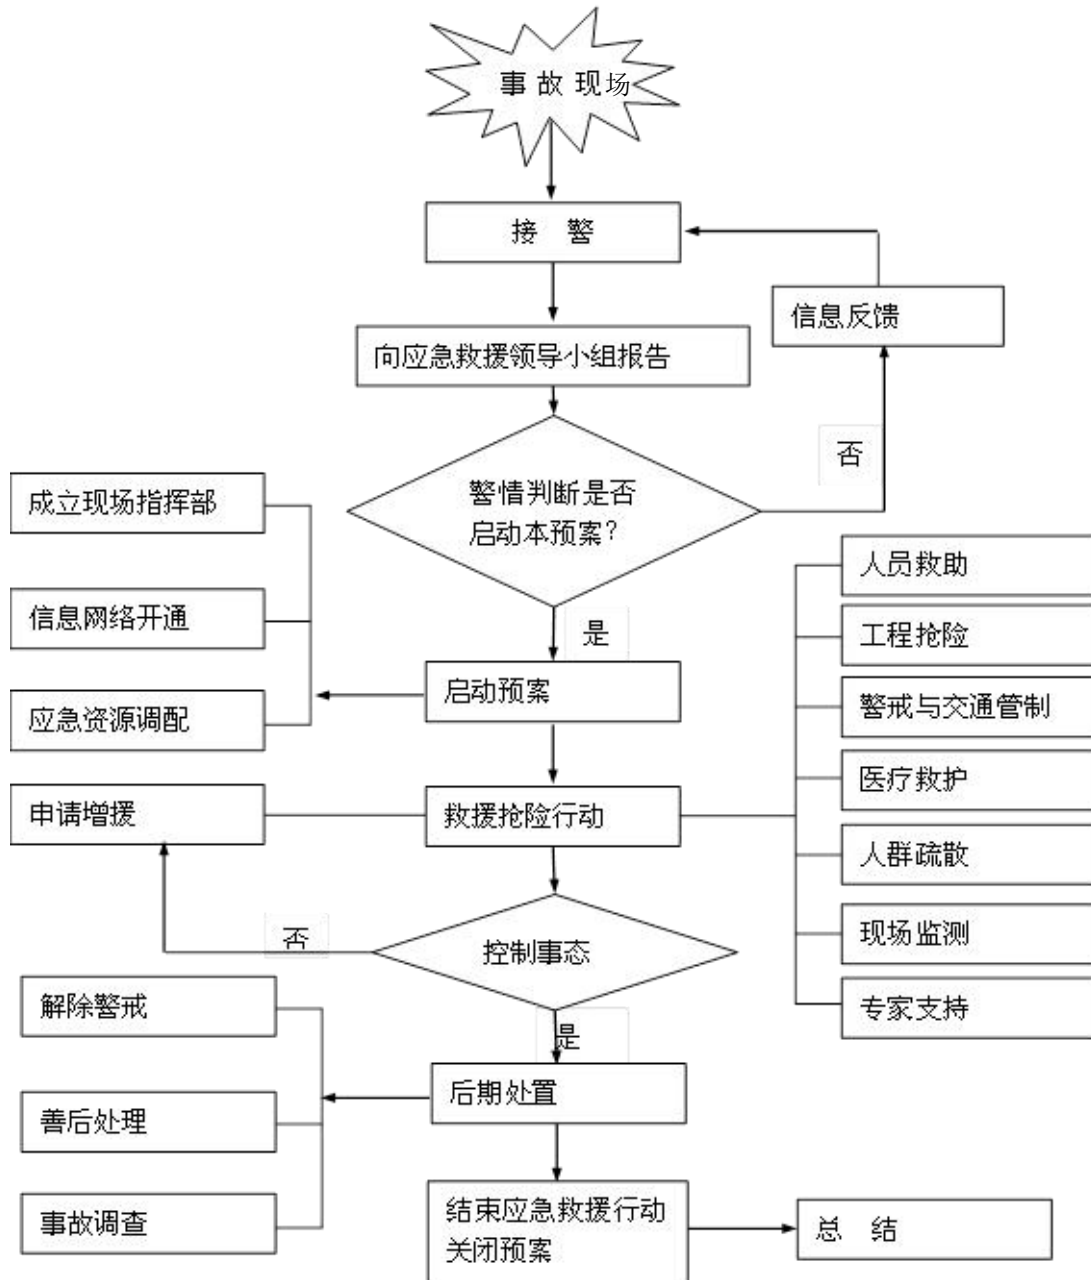 事故现场
接 警
信息反馈
向应急救援领导小组报告
否
警情判断是否
启动本预案?
成立现场指挥部
信息网络开通
应急资源调配
是
启动预案
人员救助
工程抢险
警戒与交通管制
医疗救护
人群疏散
现场监测
专家支持
申请增援
救援抢险行动
否
控制事态
是
解除警戒
善后处理
事故调查
后期处置
结束应急救援行动
关闭预案
总 结